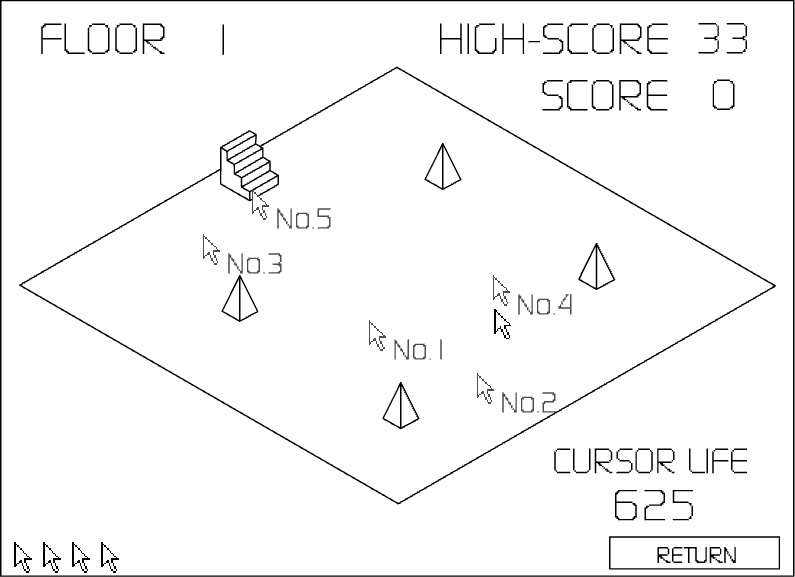 FLOOR 1
HIGH-SCORE 33
SCORE 0
No.5
No.3
No.4
No.1
No.2
CURSOR LIFE
625
RETURN